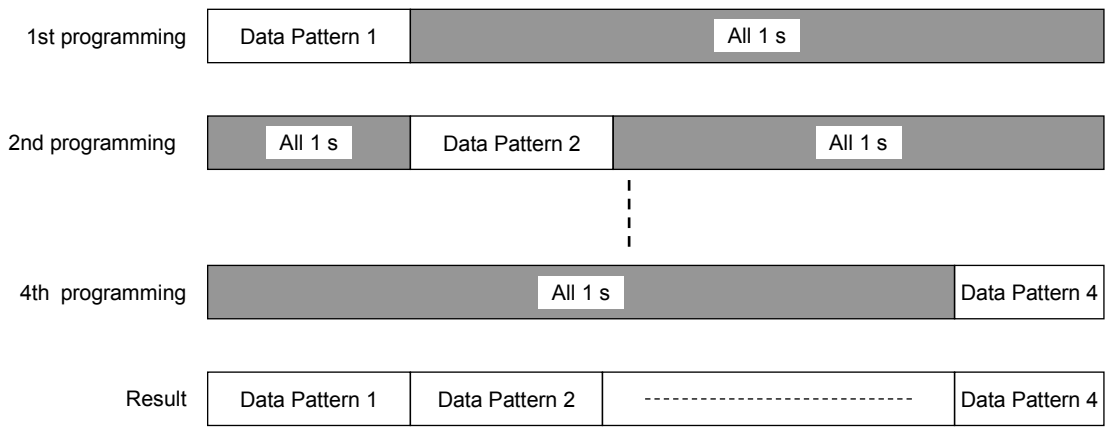 1st programming Data Pattern 1 All 1 s
2nd programming All 1 s Data Pattern 2 All 1 s
4th programming All 1 s Data Pattern 4
Result Data Pattern 1 Data Pattern 2 Data Pattern 4